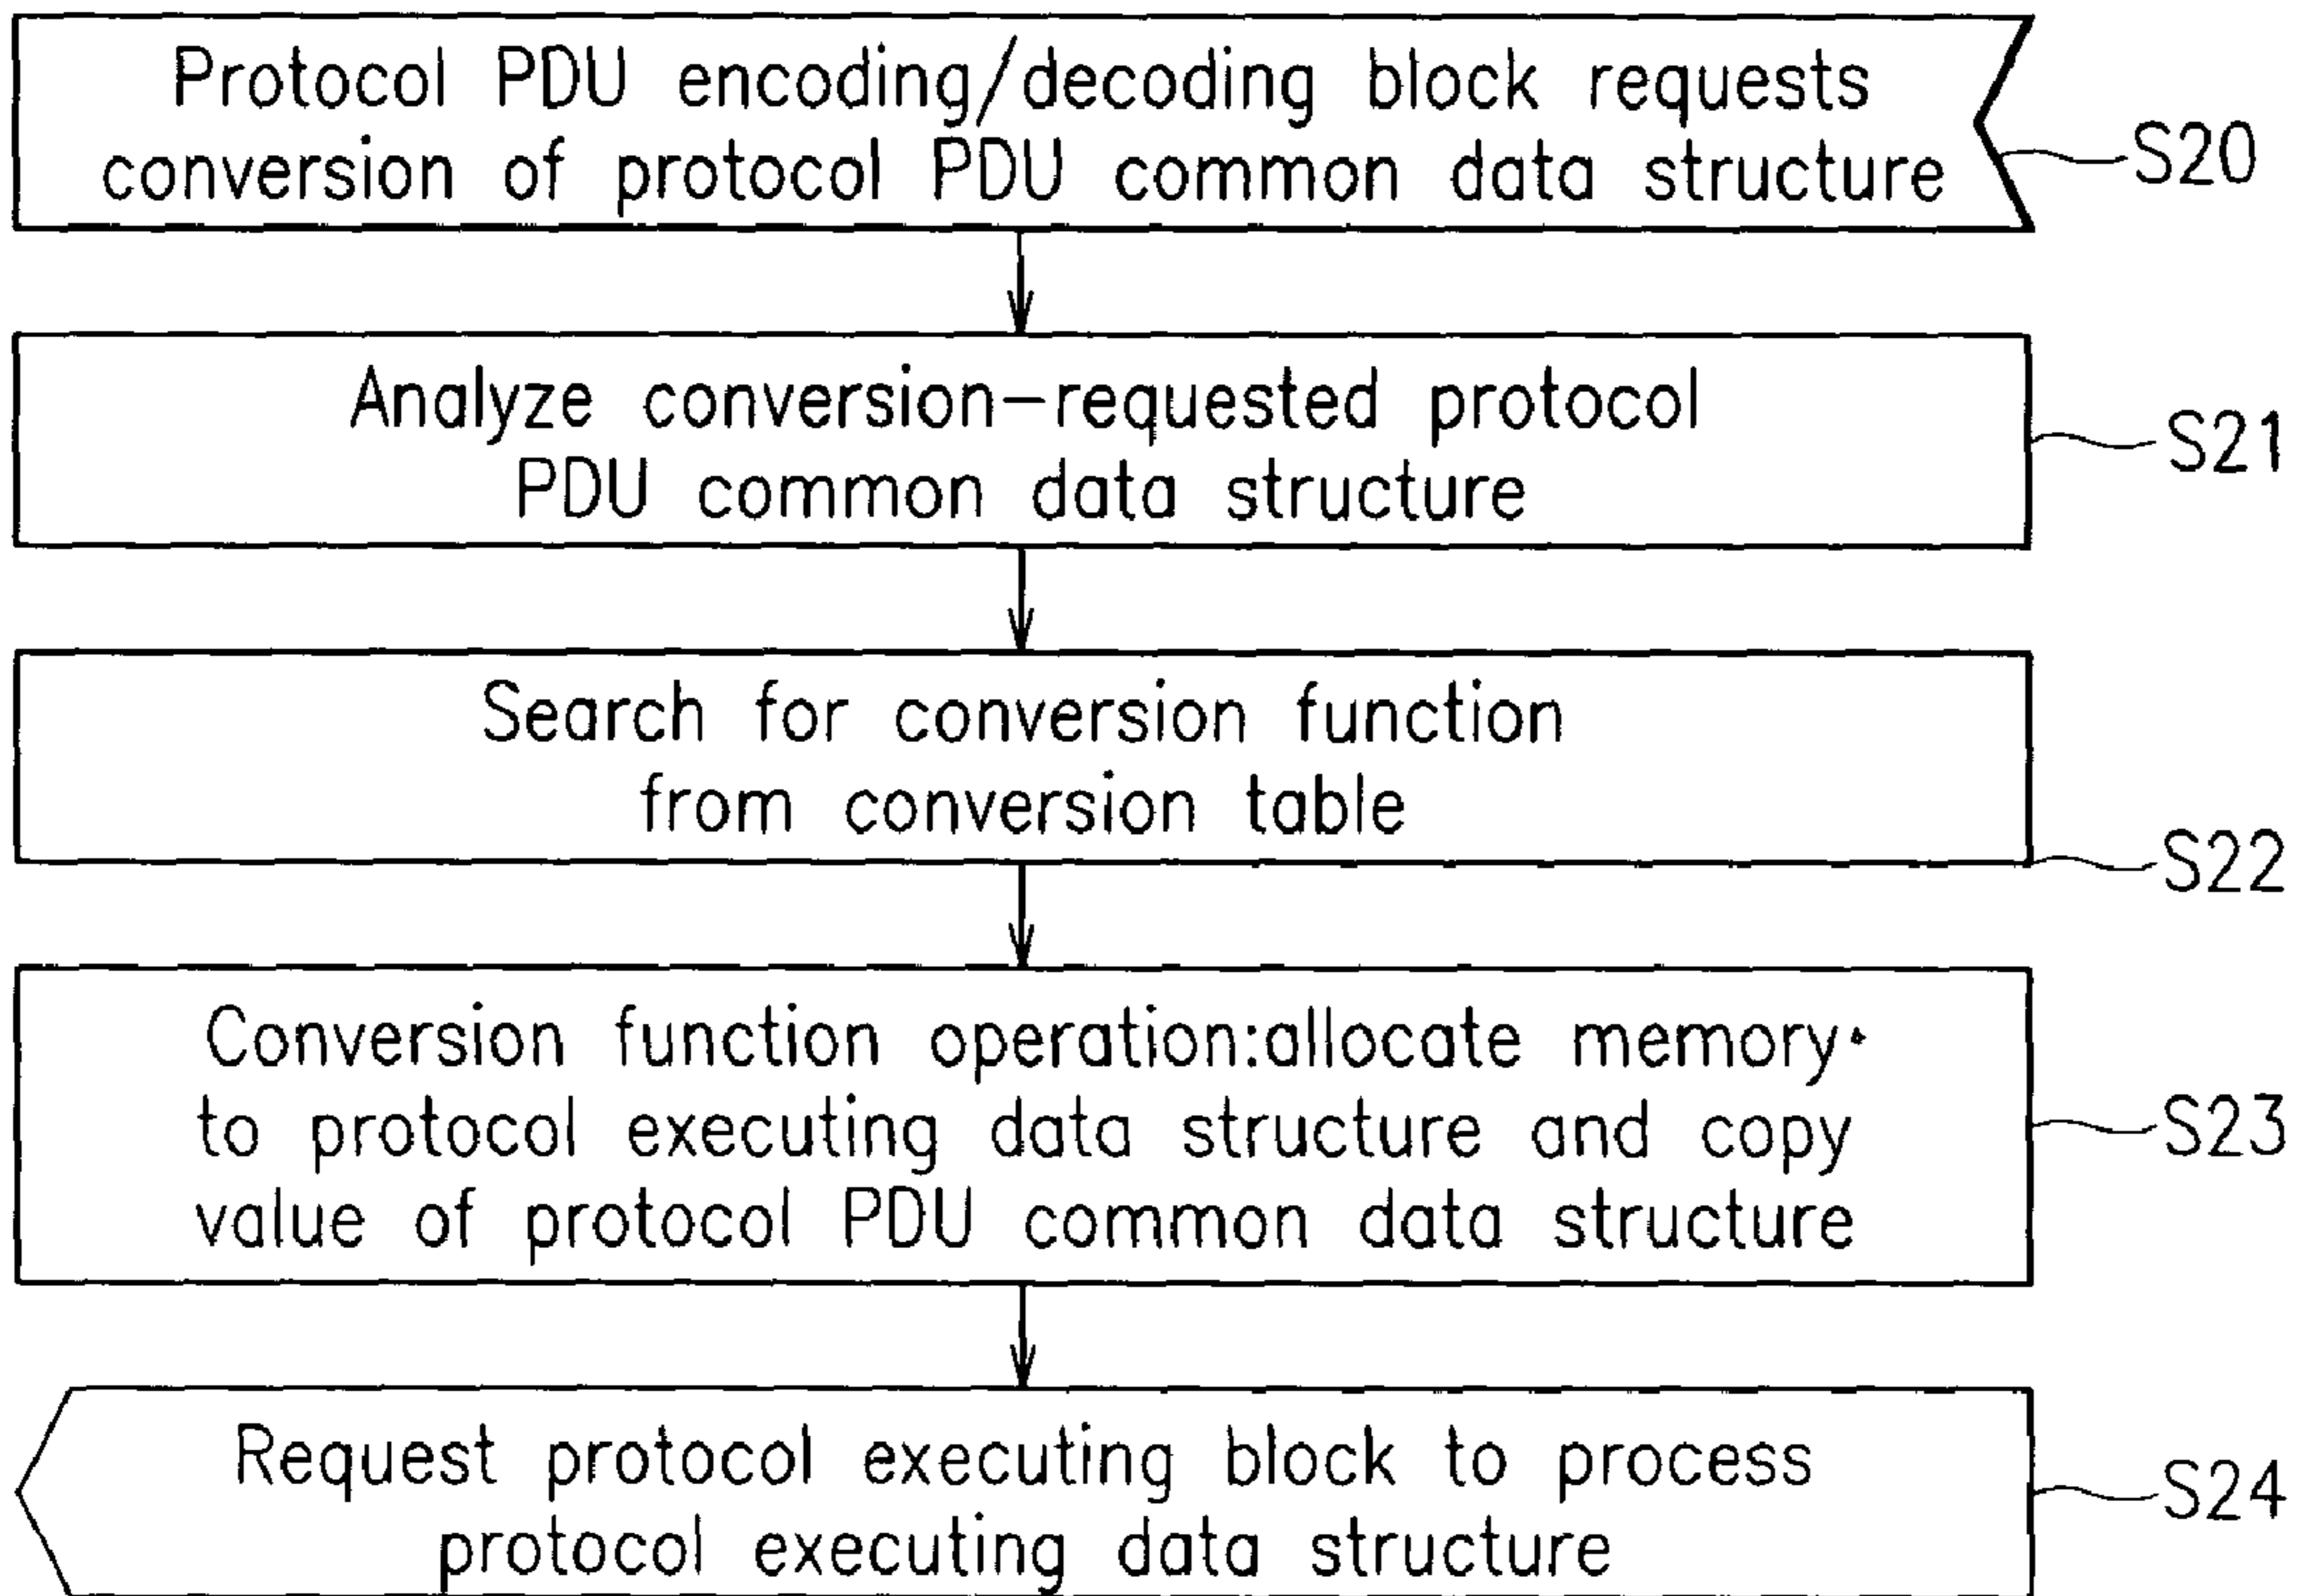 Protocol PDU encoding/decoding block requests
conversion of protocol PDU common data structure
S20
Analyze conversion-requested protocol
PDU common data structure
S21
Search for conversion function
from conversion table
S22
Conversion function operation:allocate memory
to protocol executing data structure and copy
value of protocol PDU common data structure
S23
Request protocol executing block to process
protocol executing data structure
S24